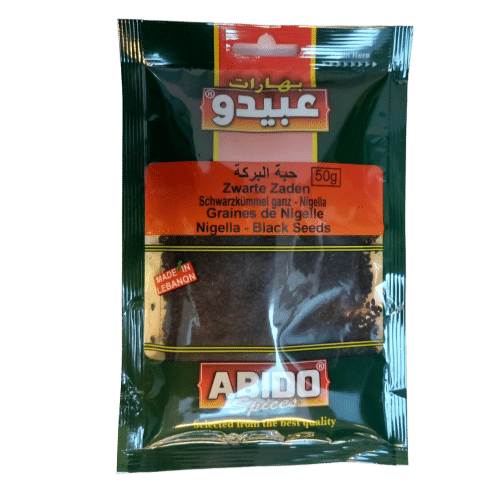 Here
بهارات
عبيدو®
حبة البركة 50g
Zwarte Zaden
Schwarzkümmel ganz - Nigella
Graines de Nigelle
Nigella - Black Seeds
MADE IN
LEBANON
ABIDO®
Spices
Selected from the best quality